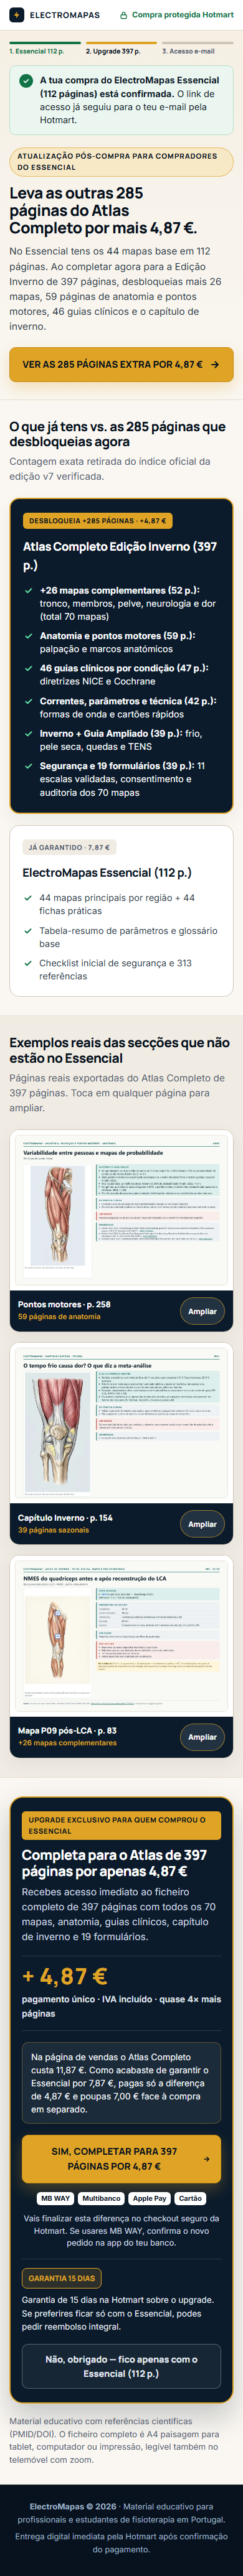 ELECTROMAPAS
Compra protegida Hotmart
1. Essencial 112 p.
2. Upgrade 397 p.
3. Acesso e-mail
A tua compra do ElectroMapas Essential
(112 páginas) está confirmada. O link de
acesso já seguiu para o teu e-mail pela
Hotmart.
ATUALIZAÇÃO PÓS-COMPRA PARA COMPRADORES
DO ESSENTIAL
Leva as outras 285
páginas do Atlas
Completo por mais 4,87 €.
No Essencial tens os 44 mapas base em 112
páginas. Ao completar agora para a Edição
Inverno de 397 páginas, desbloqueias mais 26
mapas, 59 páginas de anatomia e pontos
motores, 46 guias clínicos e o capítulo de
inverno.
VER AS 285 PÁGINAS EXTRA POR 4,87 € →
O que já tens vs. as 285 páginas que
desbloqueias agora
Contagem exata retirada do índice oficial da
edição v7 verificada.
DESBLOQUEIA +285 PÁGINAS · +4,87 €
Atlas Completo Edição Inverno (397
p.)
+26 mapas complementares (52 p.):
tronco, membros, pelve, neurologia e dor
(total 70 mapas)
Anatomia e pontos motores (59 p.):
palpação e marcos anatómicos
46 guias clínicos por condição (47 p.):
diretrizes NICE e Cochrane
Correntes, parâmetros e técnica (42 p.):
formas de onda e cartões rápidos
Inverno + Guia Ampliado (39 p.): frio,
pele seca, quedas e TENS
Segurança e 19 formulários (39 p.): 11
escalas validadas, consentimento e
auditoria dos 70 mapas
JÁ GARANTIDO · 7,87 €
ElectroMapas Essential (112 p.)
44 mapas principais por região + 44
fichas práticas
Tabela-resumo de parâmetros e glossário
base
Checklist inicial de segurança e 313
referências
Exemplos reais das secções que não
estão no Essencial
Páginas reais exportadas do Atlas Completo de
397 páginas. Toca em qualquer página para
ampliar.
Variabilidade entre pessoas e mapas de probabilidade
Pontos motores · p. 258
59 páginas de anatomia
Ampliar
O tempo frio causa dor? O que diz a meta-análise
Capítulo Inverno · p. 154
39 páginas sazonais
Ampliar
NMES do quadríceps antes e após reconstrução do LCA
Mapa P09 pós-LCA · p. 83
+26 mapas complementares
Ampliar
UPGRADE EXCLUSIVO PARA QUEM COMPROU O
ESSENCIAL
Completa para o Atlas de 397
páginas por apenas 4,87 €
Recebes acesso imediato ao ficheiro
completo de 397 páginas com todos os 70
mapas, anatomia, guias clínicos, capítulo
de inverno e 19 formulários.
+ 4,87 €
pagamento único · IVA incluído · quase 4× mais
páginas
Na página de vendas o Atlas Completo
custa 11,87 €. Como acabaste de garantir o
Essencial por 7,87 €, pagas só a diferença
de 4,87 € e poupas 7,00 € face à compra
em separado.
SIM, COMPLETAR PARA 397
PÁGINAS POR 4,87 € →
MB WAY
Multibanco
Apple Pay
Cartão
Vais finalizar esta diferença no checkout seguro da
Hotmart. Se usares MB WAY, confirma o novo
pedido na app do teu banco.
GARANTIA 15 DIAS
Garantia de 15 dias na Hotmart sobre o upgrade.
Se preferires ficar só com o Essencial, podes
pedir reembolso integral.
Não, obrigado — fico apenas com o
Essencial (112 p.)
Material educativo com referências científicas
(PMID/DOI). O ficheiro completo é A4 paisagem para
tablet, computador ou impressão, legível também no
telemóvel com zoom.
ElectroMapas © 2026 · Material educativo para
profissionais e estudantes de fisioterapia em Portugal.
Entrega digital imediata pela Hotmart após confirmação
do pagamento.